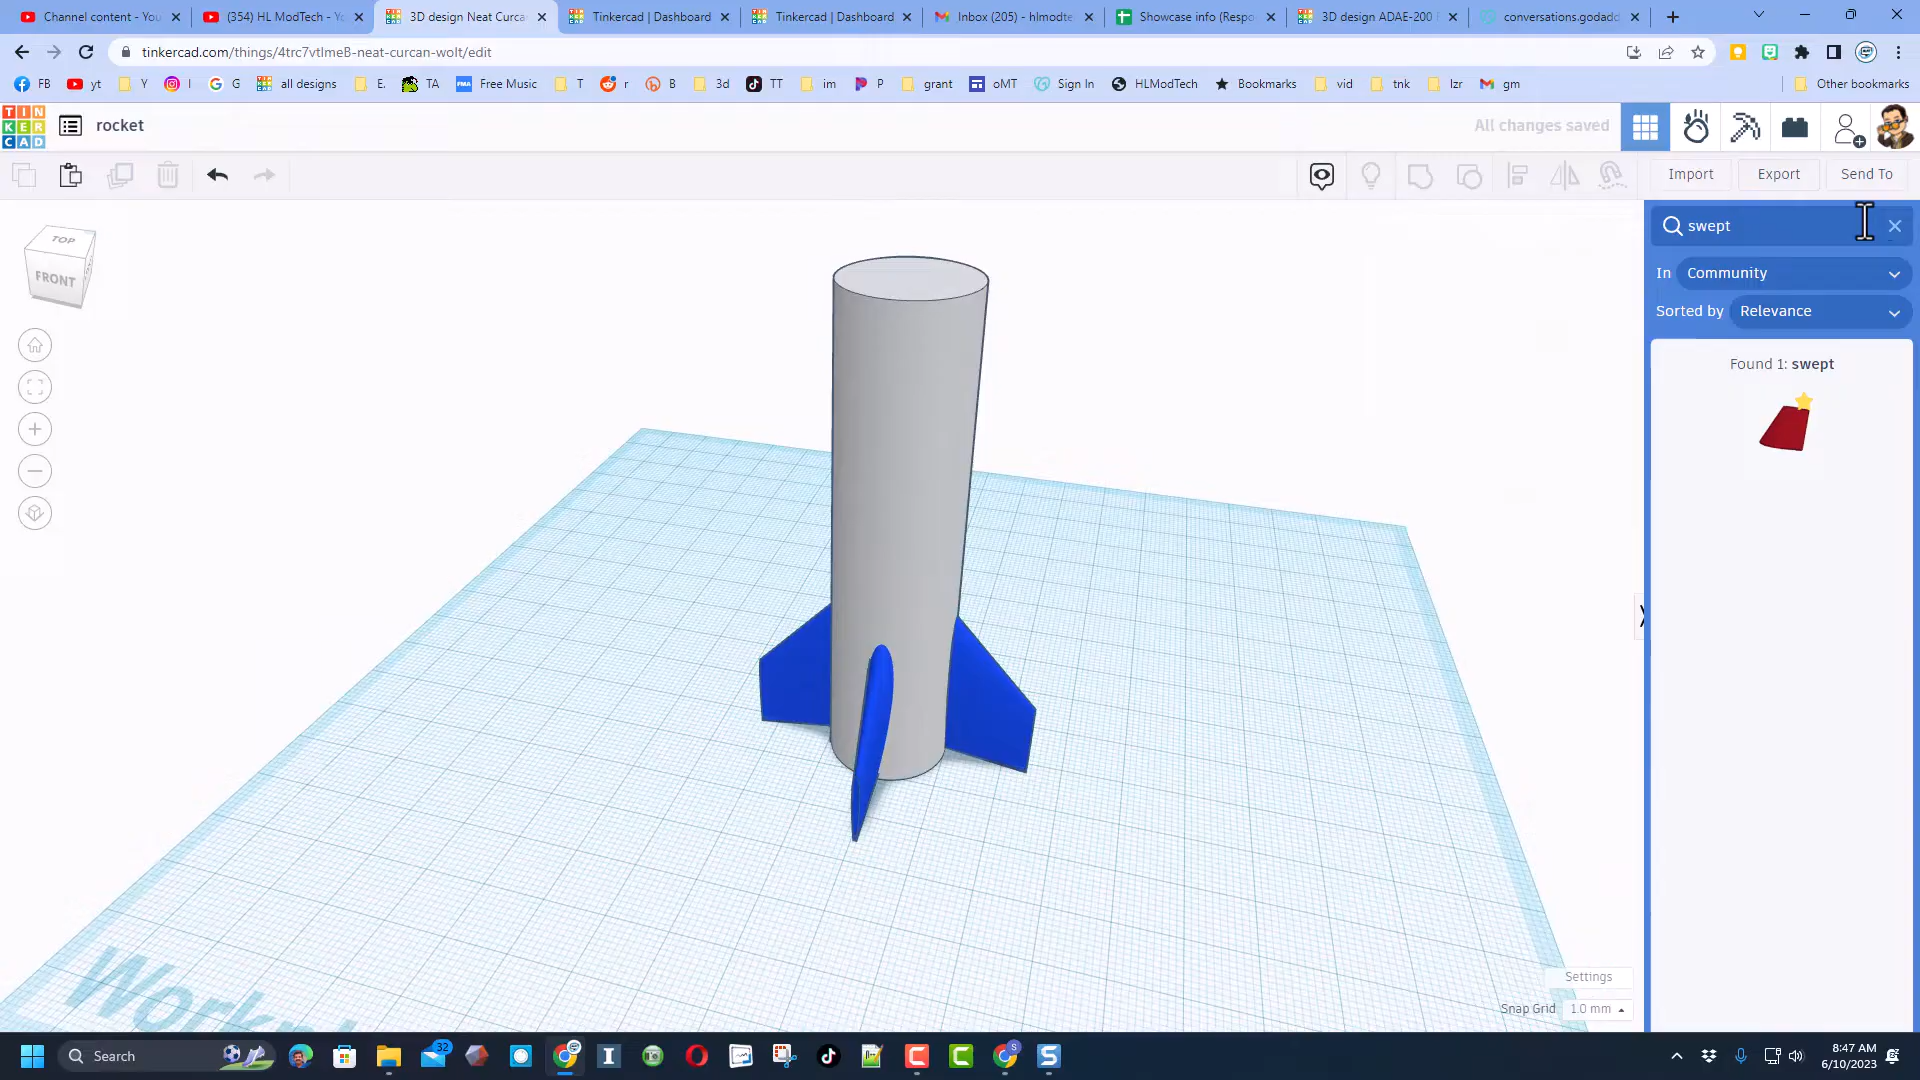 Channel content - You
(354) HL ModTech - Yo
3D design Neat Curca
Tinkercad | Dashboard
Tinkercad | Dashboard
Inbox (205) - hlmodte
Showcase info (Respo
3D design ADAE-200 F
conversations.godadd
tinkercad.com/things/4trc7vtlmeB-neat-curcan-wolt/edit
FB
yt
Y
I
G
all designs
E.
TA
Free Music
T
r
B
3d
TT
im
P
grant
oMT
Sign In
HLModTech
Bookmarks
vid
tnk
lzr
gm
Other bookmarks
TIN
KER
CAD
rocket
All changes saved
Import
Export
Send To
TOP
FRONT
swept
In Community
Sorted by Relevance
Found 1: swept
Settings
Snap Grid 1.0 mm
Search
32
8:47 AM
6/10/2023